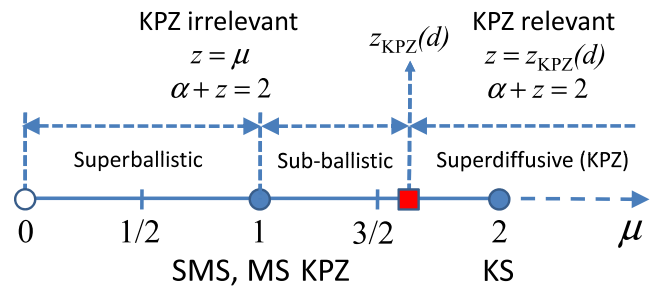 KPZ irrelevant
z = μ
α + z = 2
z_KPZ(d)
KPZ relevant
z = z_KPZ(d)
α + z = 2
Superballistic
Sub-ballistic
Superdiffusive (KPZ)
0
1/2
1
3/2
2
μ
SMS, MS KPZ
KS